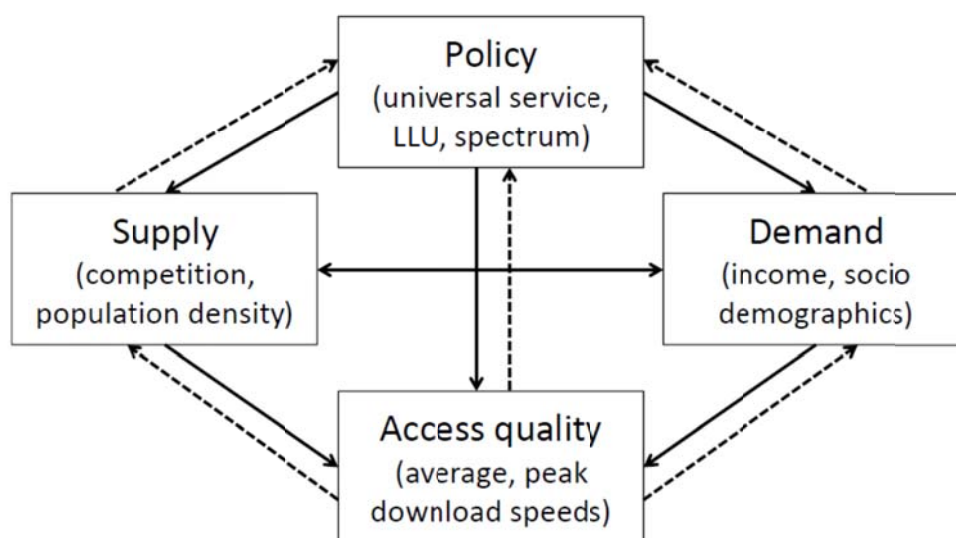 Policy
(universal service,
LLU, spectrum)
Supply
(competition,
population density)
Demand
(income, socio
demographics)
Access quality
(average, peak
download speeds)